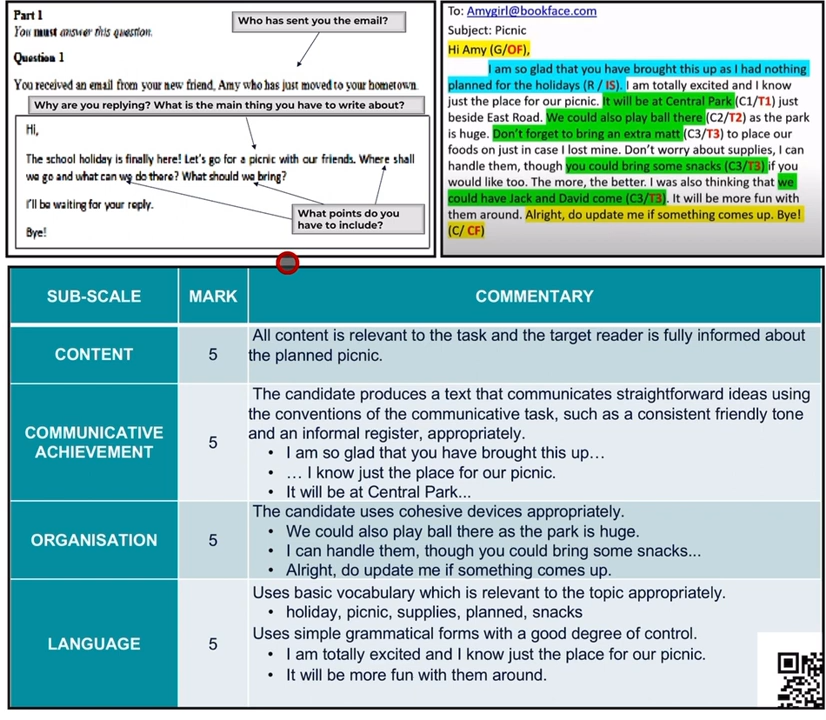 Part 1
You must answer this question.
Who has sent you the email?
Question 1
You received an email from your new friend, Amy who has just moved to your hometown.
Why are you replying? What is the main thing you have to write about?
Hi,
The school holiday is finally here! Let's go for a picnic with our friends. Where shall
we go and what can we do there? What should we bring?
I'll be waiting for your reply.
What points do you
have to include?
Bye!
To: Amygirl@bookface.com
Subject: Picnic
Hi Amy (G/OF),
I am so glad that you have brought this up as I had nothing
planned for the holidays (R / IS). I am totally excited and I know
just the place for our picnic. It will be at Central Park (C1/T1) just
beside East Road. We could also play ball there (C2/T2) as the park
is huge. Don't forget to bring an extra matt (C3/T3) to place our
foods on just in case I lost mine. Don't worry about supplies, I can
handle them, though you could bring some snacks (C3/T3) if you
would like too. The more, the better. I was also thinking that we
could have Jack and David come (C3/T3). It will be more fun with
them around. Alright, do update me if something comes up. Bye!
(C/ CF)
SUB-SCALE MARK COMMENTARY
CONTENT 5 All content is relevant to the task and the target reader is fully informed about
the planned picnic.
COMMUNICATIVE
ACHIEVEMENT 5 The candidate produces a text that communicates straightforward ideas using
the conventions of the communicative task, such as a consistent friendly tone
and an informal register, appropriately.
• I am so glad that you have brought this up…
• … I know just the place for our picnic.
• It will be at Central Park...
ORGANISATION 5 The candidate uses cohesive devices appropriately.
• We could also play ball there as the park is huge.
• I can handle them, though you could bring some snacks...
• Alright, do update me if something comes up.
LANGUAGE 5 Uses basic vocabulary which is relevant to the topic appropriately.
• holiday, picnic, supplies, planned, snacks
Uses simple grammatical forms with a good degree of control.
• I am totally excited and I know just the place for our picnic.
• It will be more fun with them around.